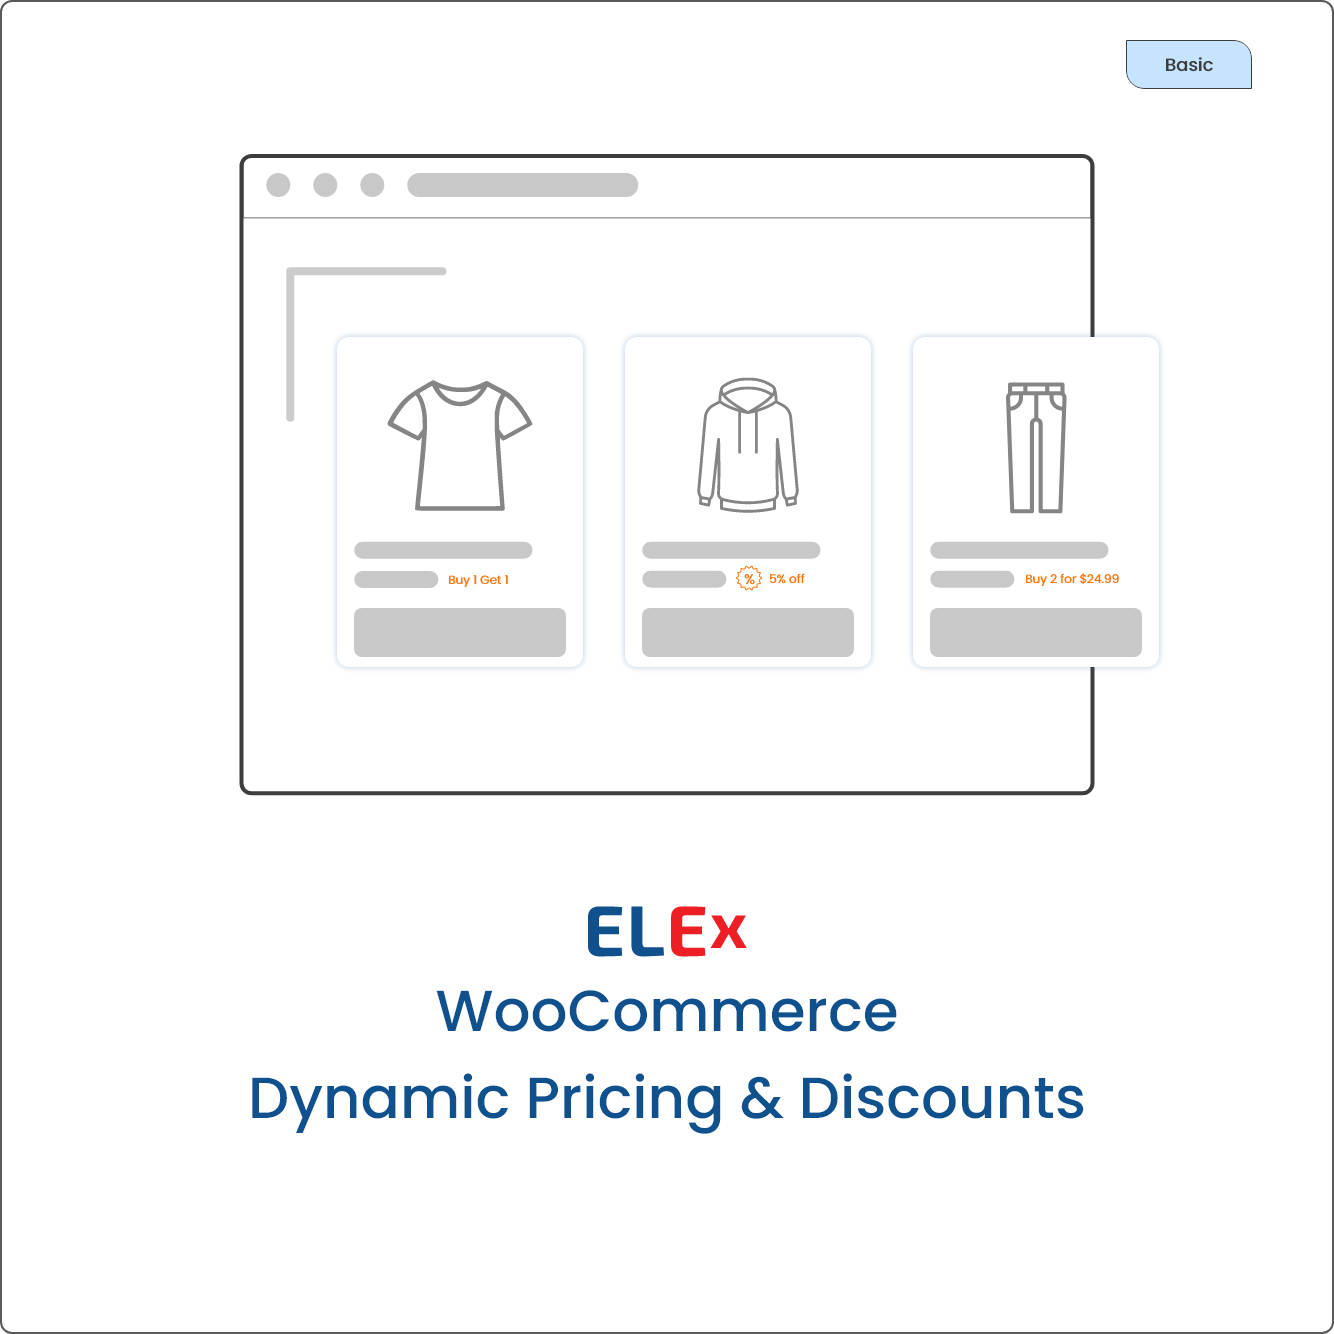 Basic
Buy 1 Get 1
% 5% off
Buy 2 for $24.99
ELEX
WooCommerce
Dynamic Pricing & Discounts